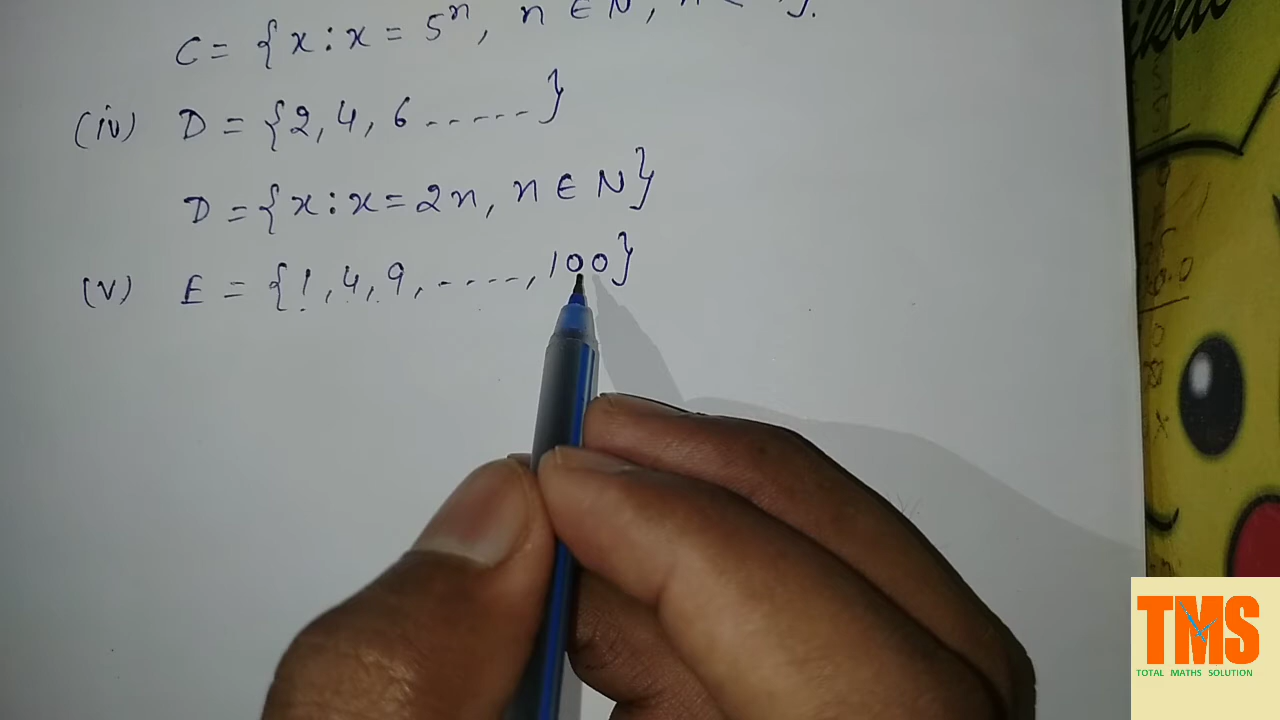 C = {x : x = 5ⁿ, n ∈ N,
(iv) D = {2, 4, 6 ......}
D = {x : x = 2n, n ∈ N}
(v) E = {1, 4, 9, ....., 100}
TMS
TOTAL MATHS SOLUTION